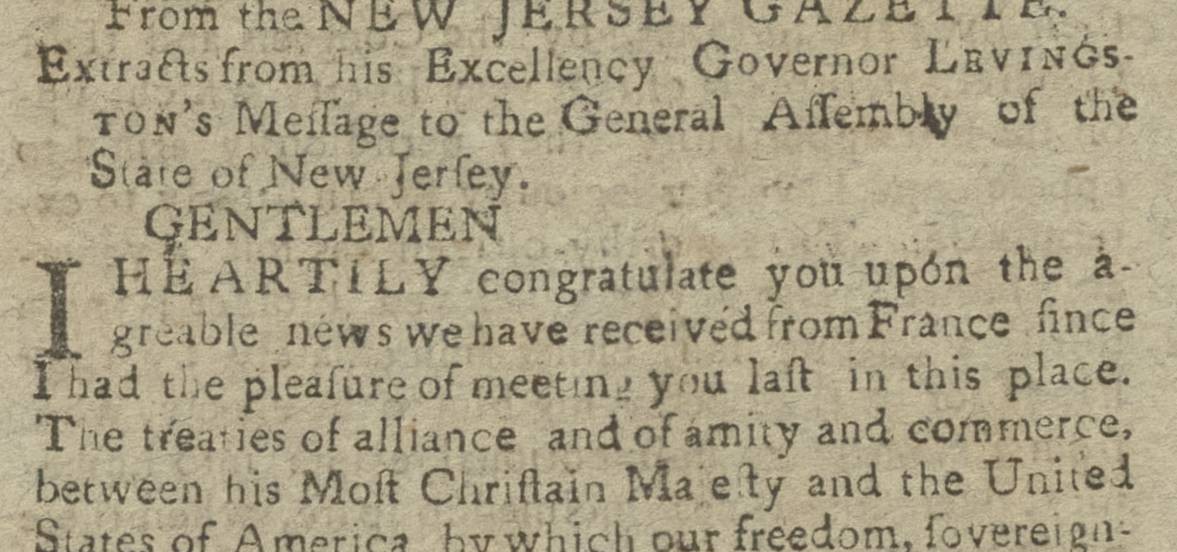 From the NEW JERSEY GAZETTE.
Extracts from his Excellency Governor LEVINGS-
TON'S Meſſage to the General Aſſembly of the
State of New Jerſey.
GENTLEMEN
I HEARTILY congratulate you upon the a-
greable news we have received from France ſince
I had the pleaſure of meeting you laſt in this place.
The treaties of alliance and of amity and commerce,
between his Moſt Chriſtain Majeſty and the United
States of America by which our freedom, ſovereign-